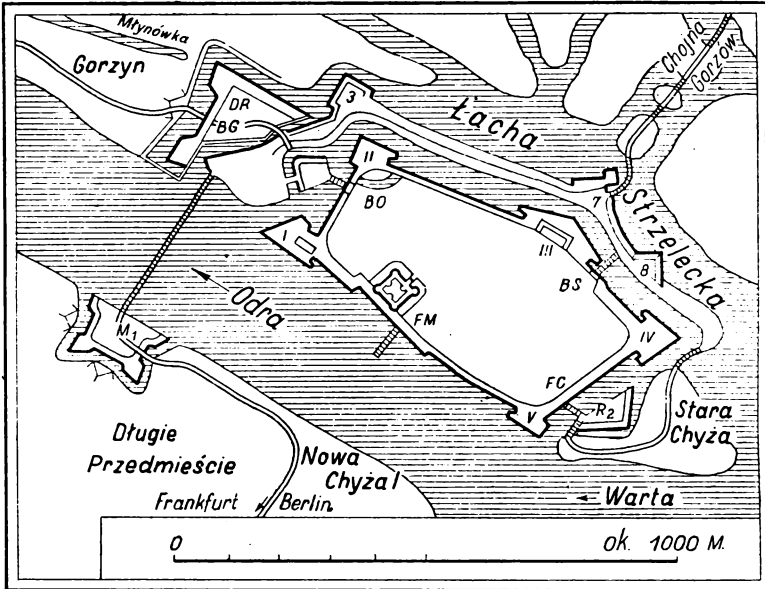 Młynówka
Gorzyn
DR
BG
3
Łacha
Chojna
Gorzow.
II
BO
7
Strzelecka
I
III
BS
8
Odra
FM
IV
M1
FC
V
R2
Stara
Chyża
Długie
Przedmieście
Nowa
Chyża I
Frankfurt
Berlin
Warta
0
ok. 1000 M.